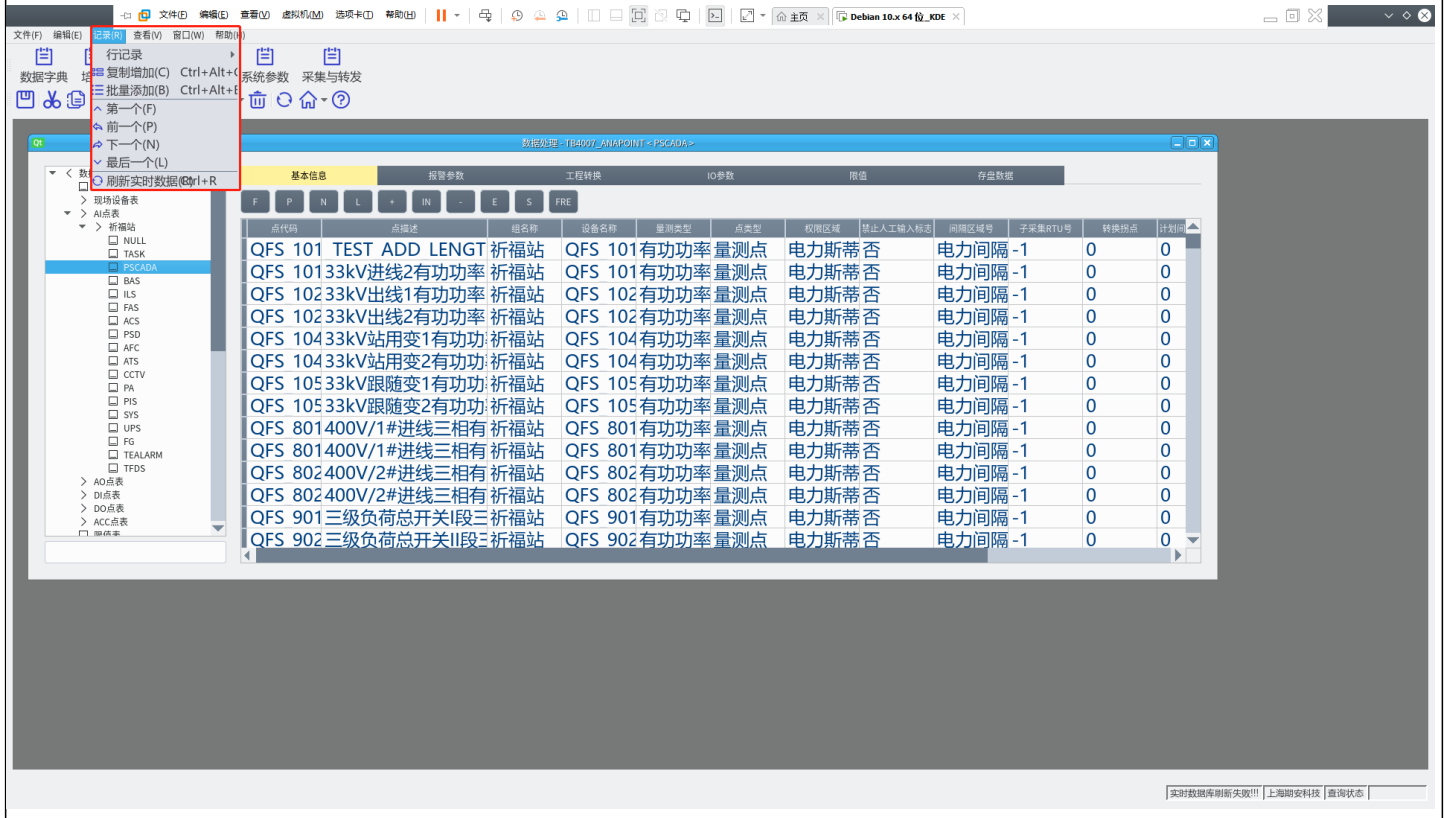 文件(F) 编辑(E) 查看(V) 虚拟机(M) 选项卡(T) 帮助(H) 主页 Debian 10.x 64 位_KDE
文件(F) 编辑(E) 记录(R) 查看(V) 窗口(W) 帮助(H)
行记录
复制增加(C) Ctrl+Alt+C
批量添加(B) Ctrl+Alt+B
第一个(F)
前一个(P)
下一个(N)
最后一个(L)
刷新实时数据(R) Ctrl+R
数据字典 系统参数 采集与转发
Qt 数据处理 - TB4007_ANAPOINT < PSCADA >
现场设备表
AI点表
祈福站
NULL
TASK
PSCADA
BAS
ILS
FAS
ACS
PSD
AFC
ATS
CCTV
PA
PIS
SYS
UPS
FG
TEALARM
TFDS
AO点表
DI点表
DO点表
ACC点表
限值表
基本信息 报警参数 工程转换 IO参数 限值 存盘数据
F P N L + IN - E S FRE
点代码 点描述 组名称 设备名称 量测类型 点类型 权限区域 禁止人工输入标志 间隔区域号 子采集RTU号 转换拐点 计划间
QFS 101 TEST ADD LENGT 祈福站 QFS 101 有功功率 量测点 电力斯蒂 否 电力间隔 -1 0 0
QFS 101 33kV进线2有功功率 祈福站 QFS 101 有功功率 量测点 电力斯蒂 否 电力间隔 -1 0 0
QFS 102 33kV出线1有功功率 祈福站 QFS 102 有功功率 量测点 电力斯蒂 否 电力间隔 -1 0 0
QFS 102 33kV出线2有功功率 祈福站 QFS 102 有功功率 量测点 电力斯蒂 否 电力间隔 -1 0 0
QFS 104 33kV站用变1有功功 祈福站 QFS 104 有功功率 量测点 电力斯蒂 否 电力间隔 -1 0 0
QFS 104 33kV站用变2有功功 祈福站 QFS 104 有功功率 量测点 电力斯蒂 否 电力间隔 -1 0 0
QFS 105 33kV跟随变1有功功 祈福站 QFS 105 有功功率 量测点 电力斯蒂 否 电力间隔 -1 0 0
QFS 105 33kV跟随变2有功功 祈福站 QFS 105 有功功率 量测点 电力斯蒂 否 电力间隔 -1 0 0
QFS 801 400V/1#进线三相有 祈福站 QFS 801 有功功率 量测点 电力斯蒂 否 电力间隔 -1 0 0
QFS 801 400V/1#进线三相有 祈福站 QFS 801 有功功率 量测点 电力斯蒂 否 电力间隔 -1 0 0
QFS 802 400V/2#进线三相有 祈福站 QFS 802 有功功率 量测点 电力斯蒂 否 电力间隔 -1 0 0
QFS 802 400V/2#进线三相有 祈福站 QFS 802 有功功率 量测点 电力斯蒂 否 电力间隔 -1 0 0
QFS 901 三级负荷总开关I段三 祈福站 QFS 901 有功功率 量测点 电力斯蒂 否 电力间隔 -1 0 0
QFS 902 三级负荷总开关II段三 祈福站 QFS 902 有功功率 量测点 电力斯蒂 否 电力间隔 -1 0 0
实时数据库刷新失败!!! 上海期安科技 查询状态